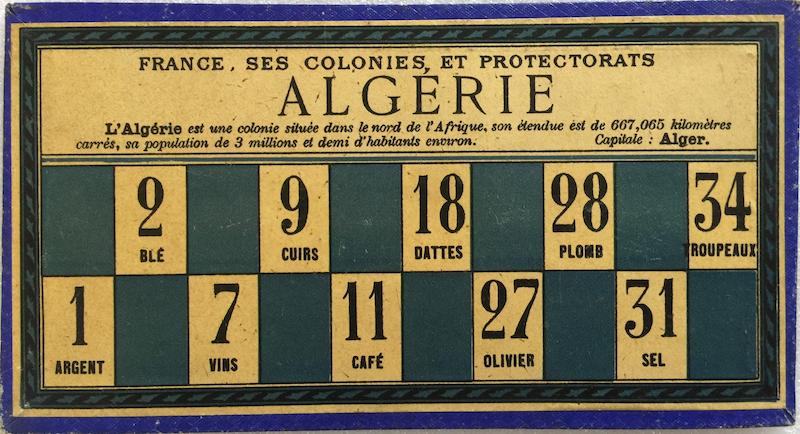 FRANCE, SES COLONIES, ET PROTECTORATS
ALGÉRIE
L'Algérie est une colonie située dans le nord de l'Afrique, son étendue est de 667,065 kilomètres
carrés, sa population de 3 millions et demi d'habitants environ. Capitale : Alger.
2 9 18 28 34
BLÉ CUIRS DATTES PLOMB TROUPEAUX
1 7 11 27 31
ARGENT VINS CAFÉ OLIVIER SEL